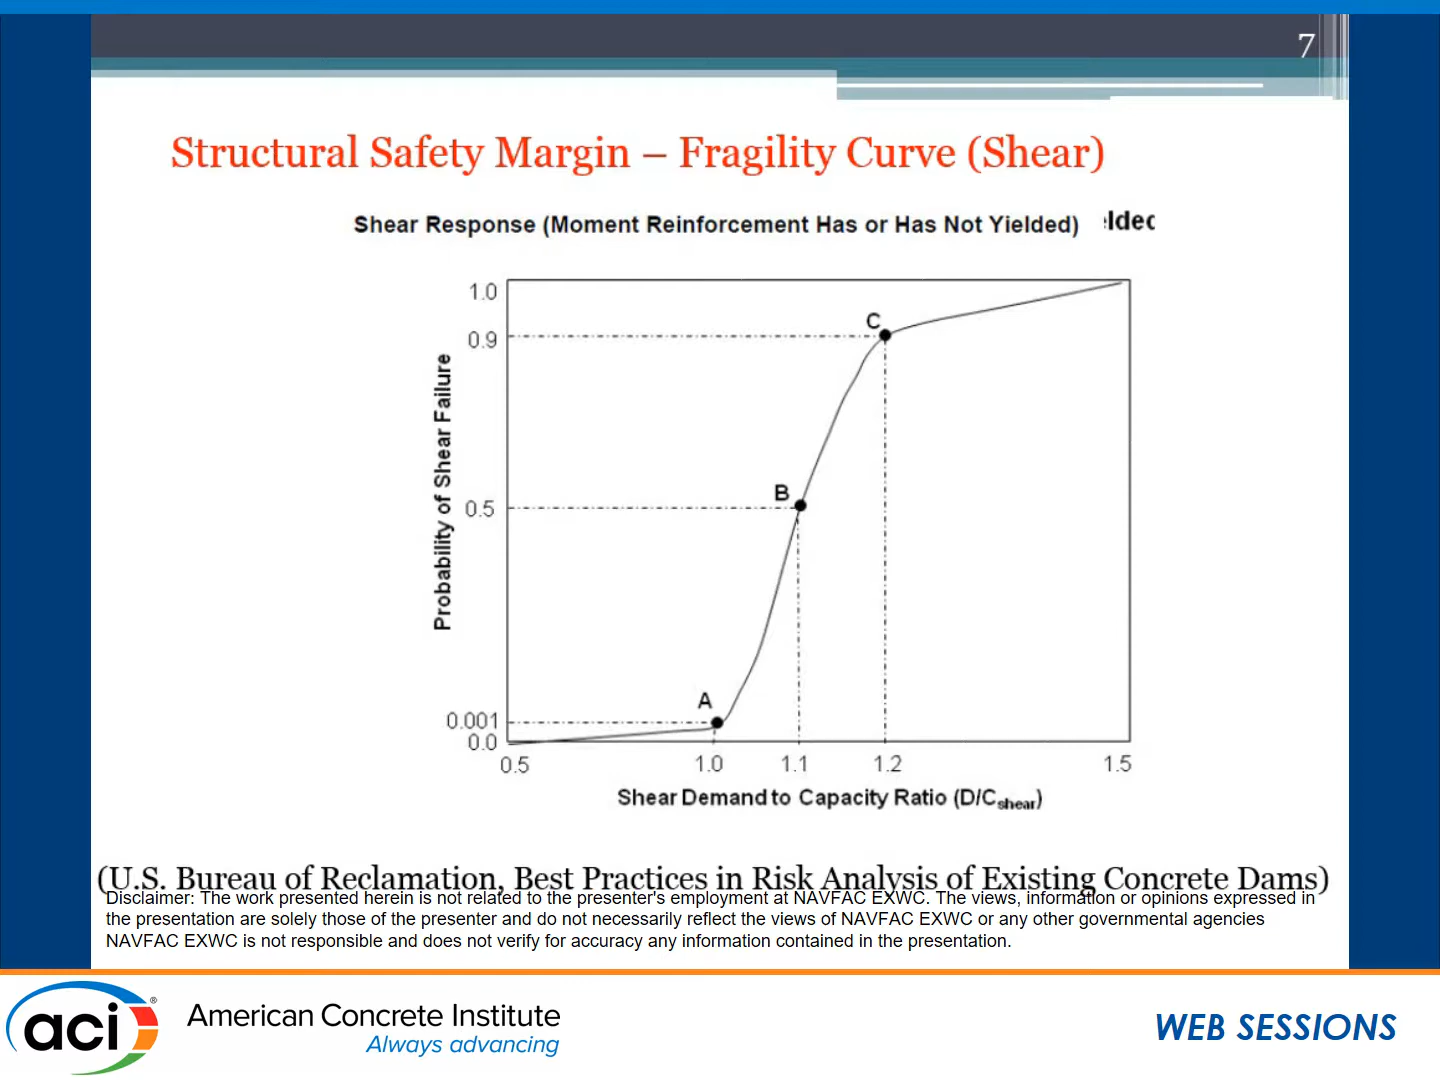 7
Structural Safety Margin – Fragility Curve (Shear)
Shear Response (Moment Reinforcement Has or Has Not Yielded)
Probability of Shear Failure
1.0
0.9
0.5
0.001
0.0
C
B
A
0.5 1.0 1.1 1.2 1.5
Shear Demand to Capacity Ratio (D/Cshear)
(U.S. Bureau of Reclamation, Best Practices in Risk Analysis of Existing Concrete Dams)
Disclaimer: The work presented herein is not related to the presenter's employment at NAVFAC EXWC. The views, information or opinions expressed in
the presentation are solely those of the presenter and do not necessarily reflect the views of NAVFAC EXWC or any other governmental agencies
NAVFAC EXWC is not responsible and does not verify for accuracy any information contained in the presentation.
aci®
American Concrete Institute
Always advancing
WEB SESSIONS